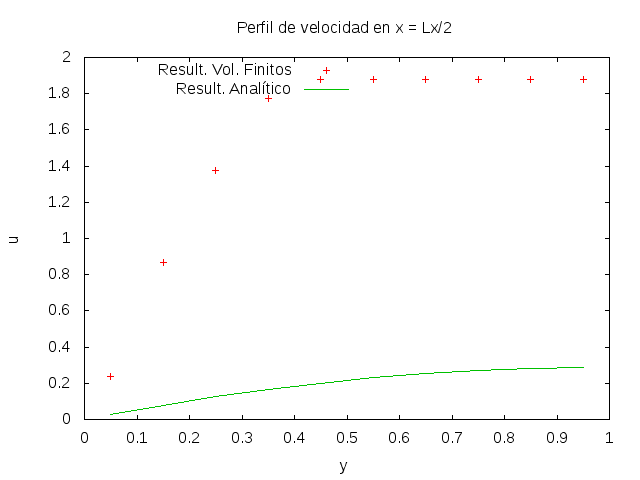 Perfil de velocidad en x = Lx/2
2
1.8
1.6
1.4
1.2
1
0.8
0.6
0.4
0.2
0
Result. Vol. Finitos
Result. Analítico
u
0 0.1 0.2 0.3 0.4 0.5 0.6 0.7 0.8 0.9 1
y